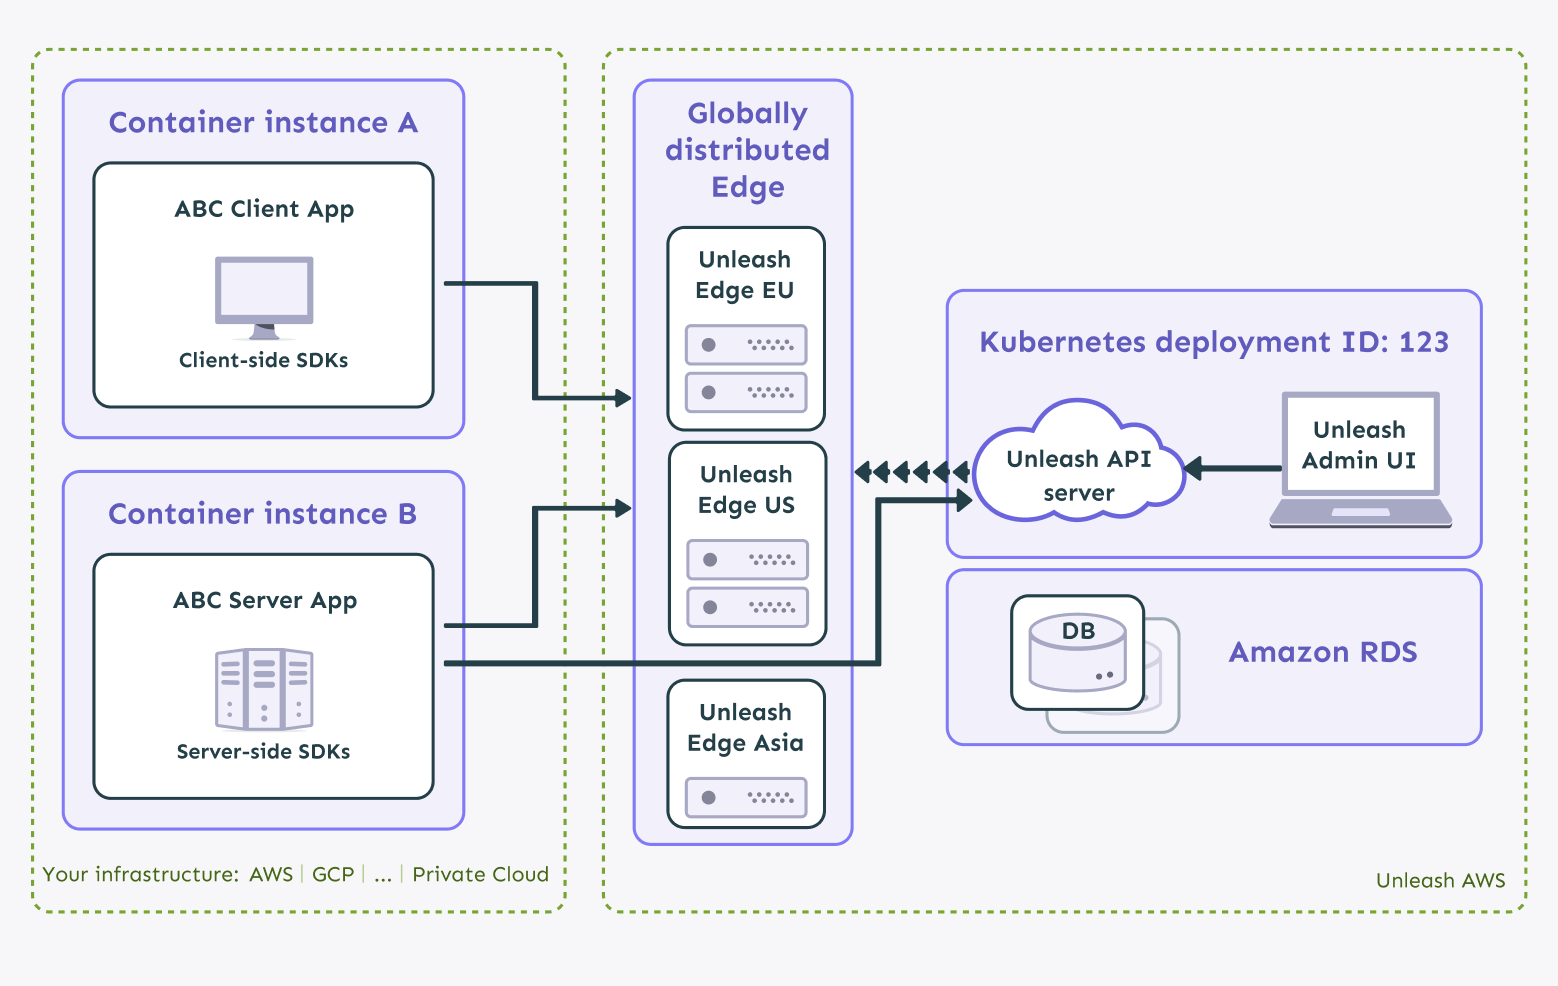 Container instance A
ABC Client App
Client-side SDKs
Container instance B
ABC Server App
Server-side SDKs
Your infrastructure: AWS | GCP | ... | Private Cloud
Globally
distributed
Edge
Unleash
Edge EU
Unleash
Edge US
Unleash
Edge Asia
Kubernetes deployment ID: 123
Unleash API
server
Unleash
Admin UI
DB
Amazon RDS
Unleash AWS